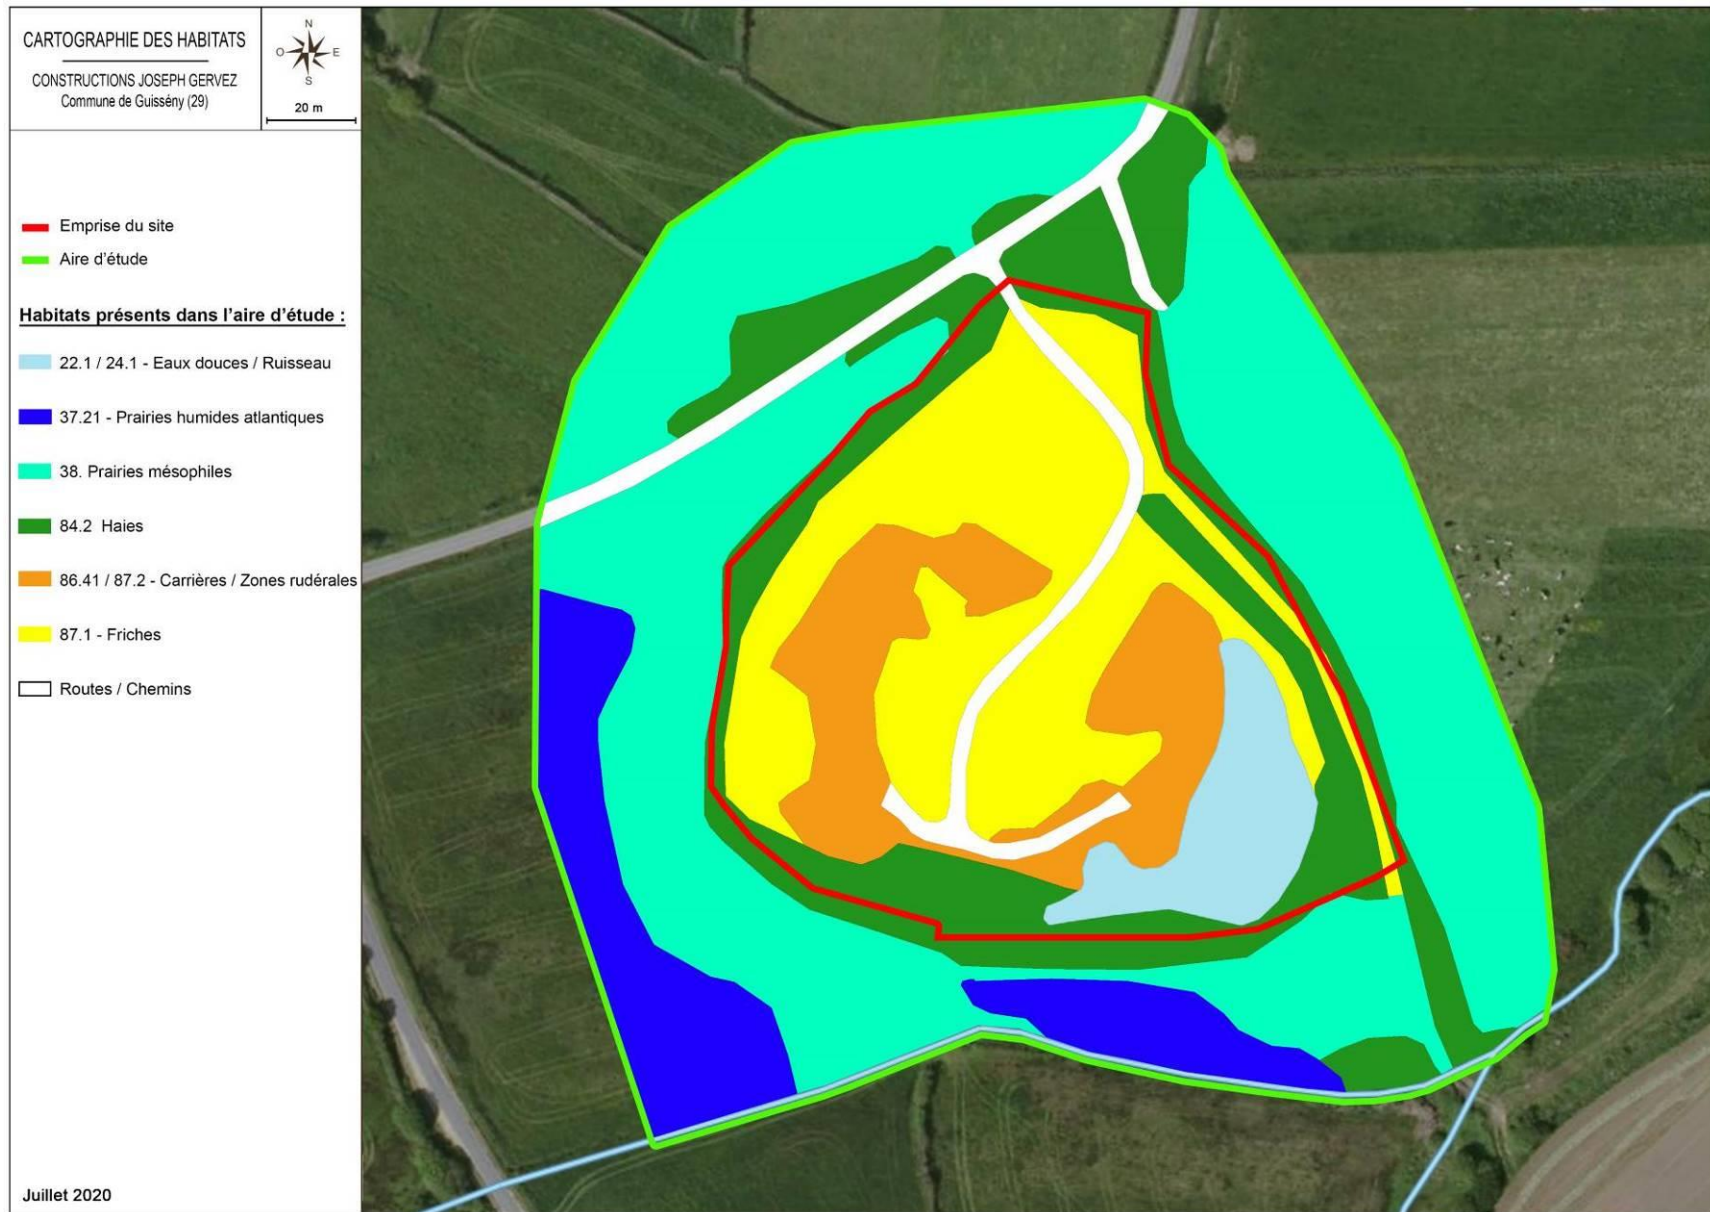 CARTOGRAPHIE DES HABITATS
CONSTRUCTIONS JOSEPH GERVEZ
Commune de Guissény (29)
N
O
E
S
20 m
Emprise du site
Aire d'étude
Habitats présents dans l'aire d'étude :
22.1 / 24.1 - Eaux douces / Ruisseau
37.21 - Prairies humides atlantiques
38. Prairies mésophiles
84.2 Haies
86.41 / 87.2 - Carrières / Zones rudérales
87.1 - Friches
Routes / Chemins
Juillet 2020